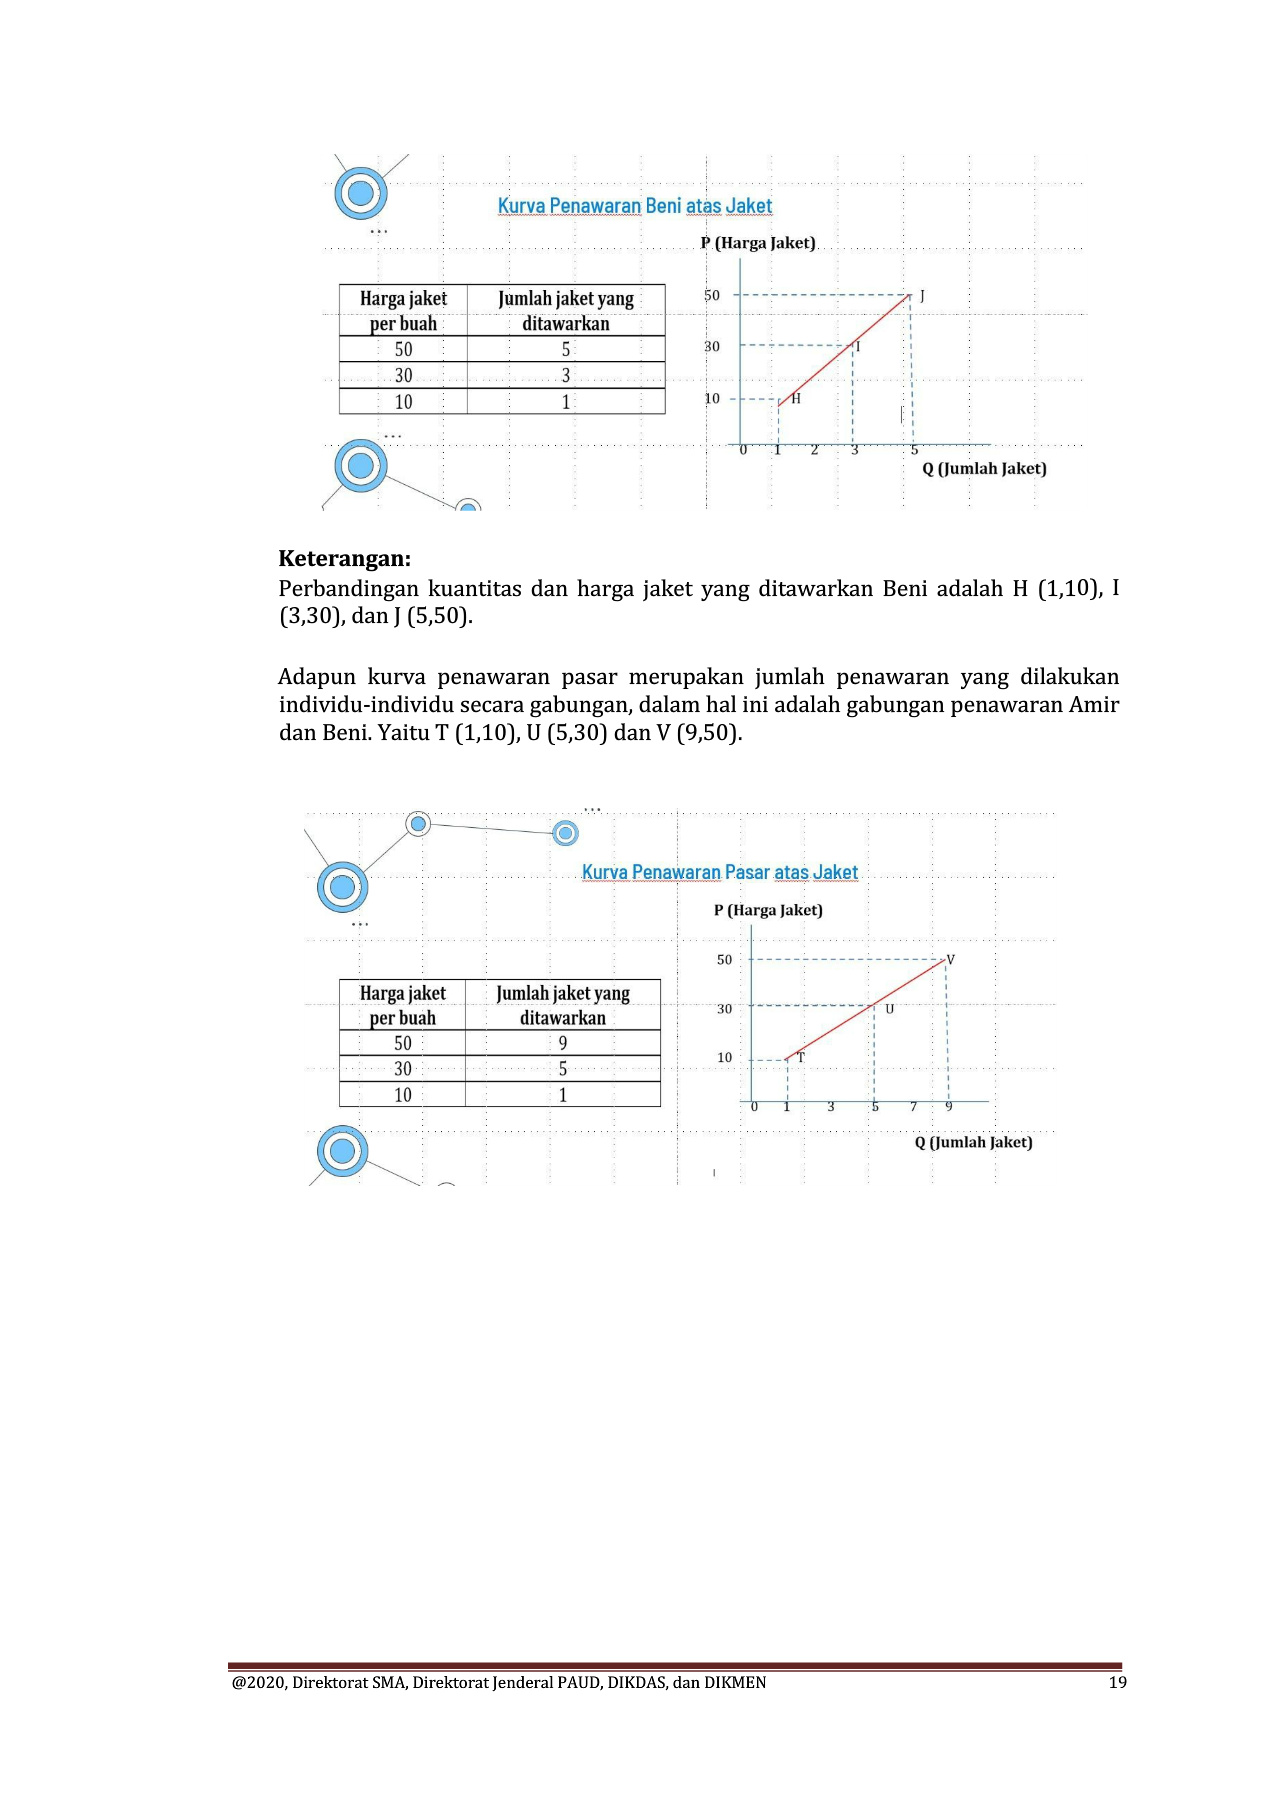 Kurva Penawaran Beni atas Jaket
P (Harga Jaket)
Harga jaket per buah | Jumlah jaket yang ditawarkan
50 | 5
30 | 3
10 | 1
50 J
30 I
10 H
0 1 2 3 5
Q (Jumlah Jaket)
Keterangan:
Perbandingan kuantitas dan harga jaket yang ditawarkan Beni adalah H (1,10), I
(3,30), dan J (5,50).
Adapun kurva penawaran pasar merupakan jumlah penawaran yang dilakukan
individu-individu secara gabungan, dalam hal ini adalah gabungan penawaran Amir
dan Beni. Yaitu T (1,10), U (5,30) dan V (9,50).
Kurva Penawaran Pasar atas Jaket
P (Harga Jaket)
Harga jaket per buah | Jumlah jaket yang ditawarkan
50 | 9
30 | 5
10 | 1
50 V
30 U
10 T
0 1 3 5 7 9
Q (Jumlah Jaket)
@2020, Direktorat SMA, Direktorat Jenderal PAUD, DIKDAS, dan DIKMEN 19